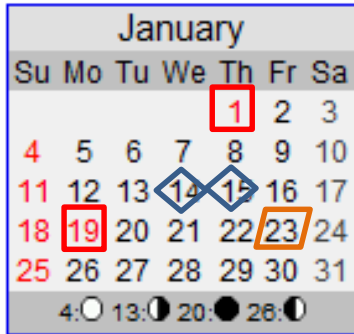 January
Su Mo Tu We Th Fr Sa
1 2 3
4 5 6 7 8 9 10
11 12 13 14 15 16 17
18 19 20 21 22 23 24
25 26 27 28 29 30 31
4:○ 13:◑ 20:● 26:◐